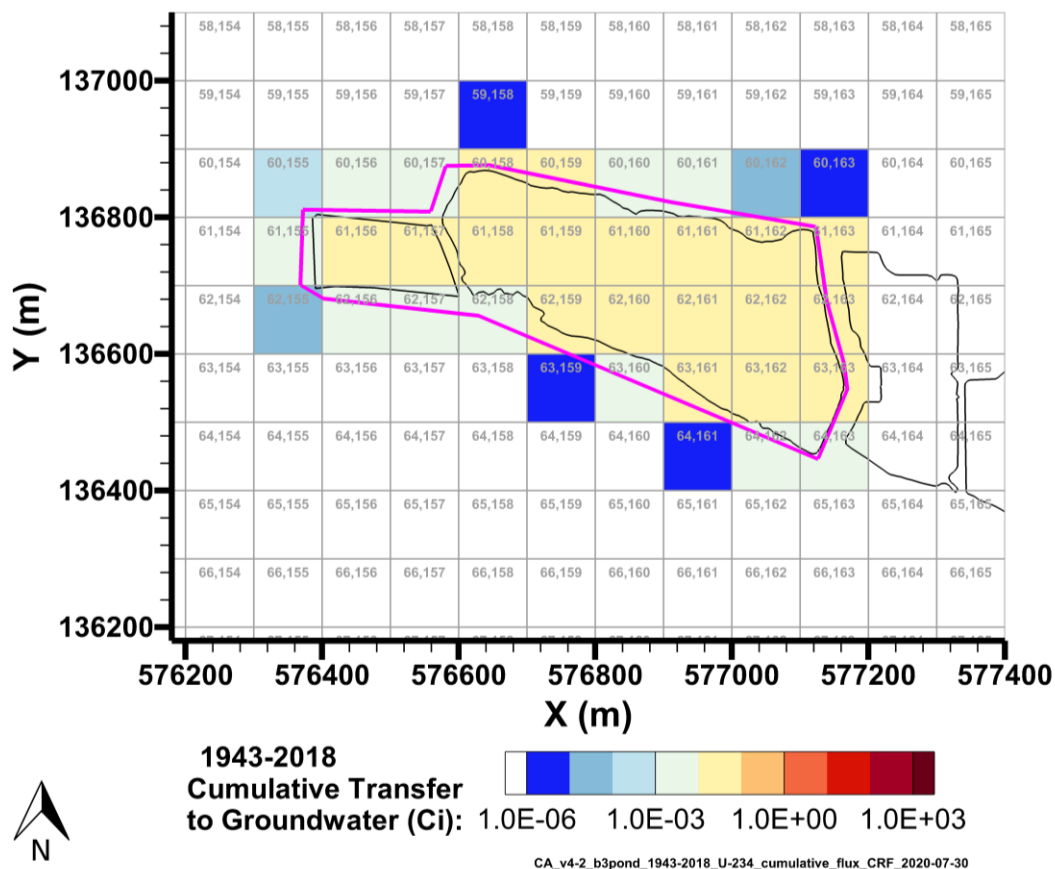 58,154 58,155 58,156 58,157 58,158 58,159 58,160 58,161 58,162 58,163 58,164 58,165
137000
59,154 59,155 59,156 59,157 59,158 59,159 59,160 59,161 59,162 59,163 59,164 59,165
60,154 60,155 60,156 60,157 60,158 60,159 60,160 60,161 60,162 60,163 60,164 60,165
136800
61,154 61,155 61,156 61,157 61,158 61,159 61,160 61,161 61,162 61,163 61,164 61,165
Y (m)
62,154 62,155 62,156 62,157 62,158 62,159 62,160 62,161 62,162 62,163 62,164 62,165
136600
63,154 63,155 63,156 63,157 63,158 63,159 63,160 63,161 63,162 63,163 63,164 63,165
64,154 64,155 64,156 64,157 64,158 64,159 64,160 64,161 64,162 64,163 64,164 64,165
136400
65,154 65,155 65,156 65,157 65,158 65,159 65,160 65,161 65,162 65,163 65,164 65,165
66,154 66,155 66,156 66,157 66,158 66,159 66,160 66,161 66,162 66,163 66,164 66,165
136200
576200 576400 576600 576800 577000 577200 577400
X (m)
1943-2018
Cumulative Transfer
to Groundwater (Ci): 1.0E-06 1.0E-03 1.0E+00 1.0E+03
N
CA_v4-2_b3pond_1943-2018_U-234_cumulative_flux_CRF_2020-07-30